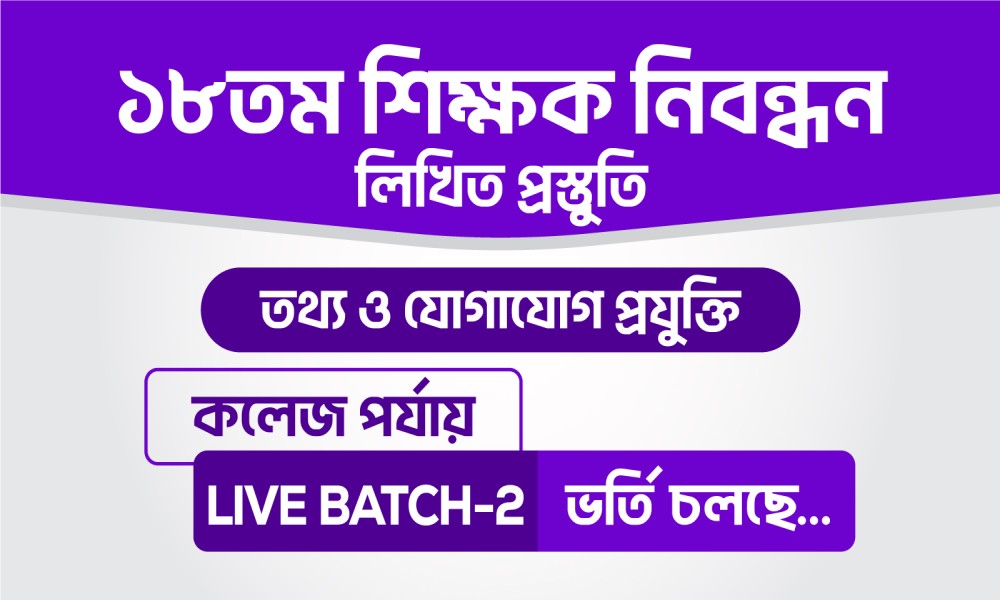 ১৮তম শিক্ষক নিবন্ধন
লিখিত প্রস্তুতি
তথ্য ও যোগাযোগ প্রযুক্তি
কলেজ পর্যায়
LIVE BATCH-2 ভর্তি চলছে...